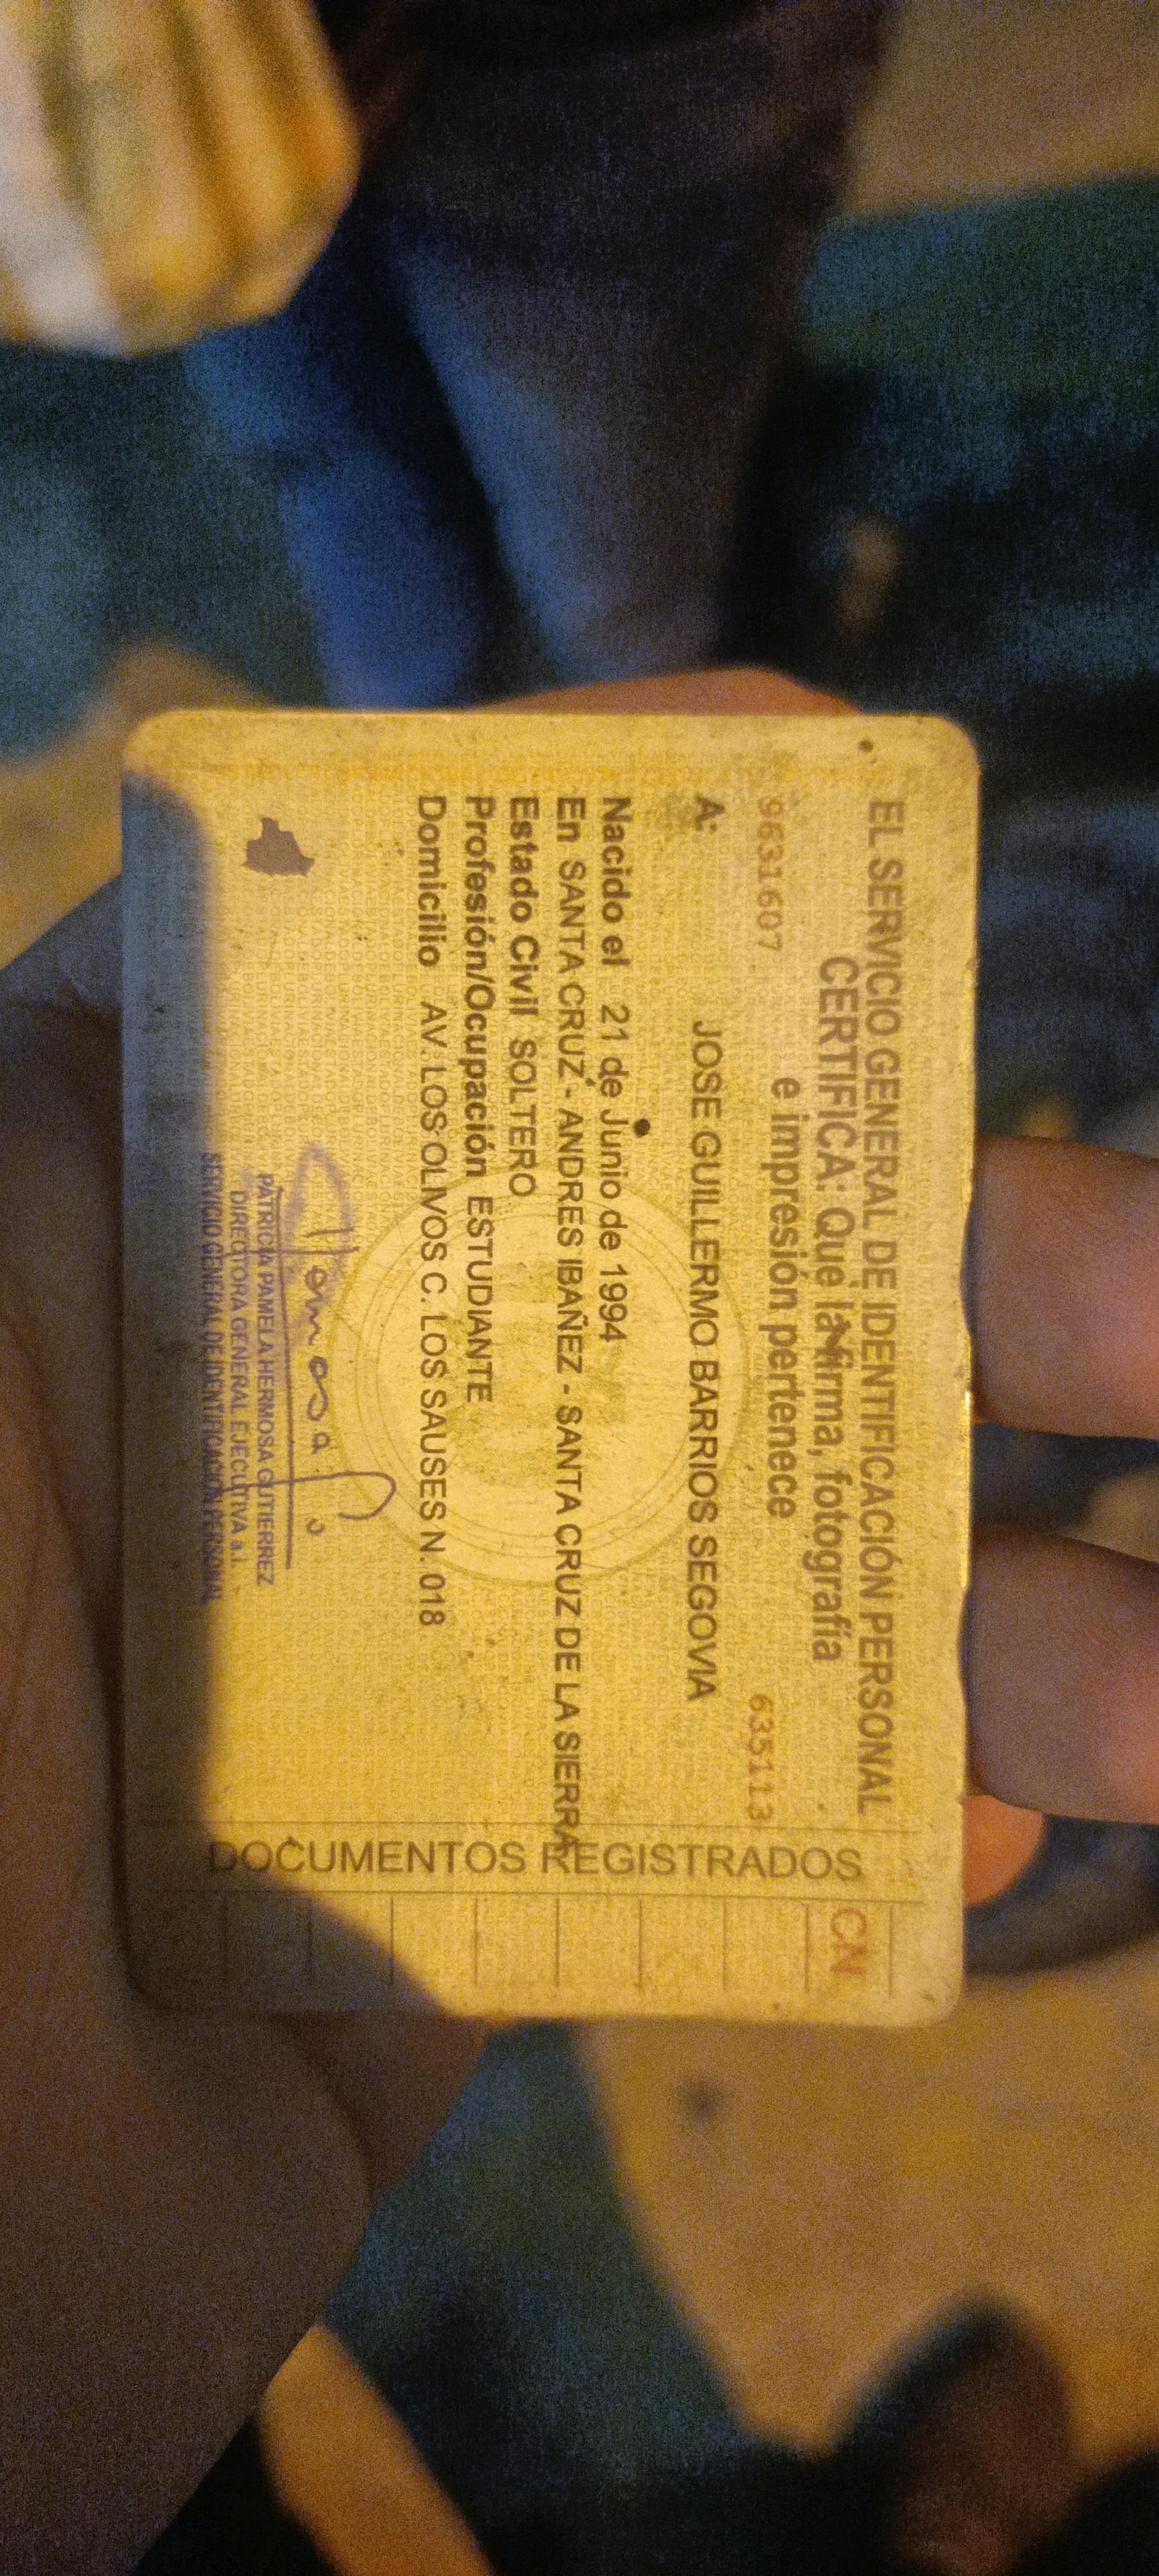 EL SERVICIO GENERAL DE IDENTIFICACIÓN PERSONAL
CERTIFICA: Que la firma, fotografía
e impresión pertenece
9631607
635113
A: JOSE GUILLERMO BARRIOS SEGOVIA
Nacido el 21 de Junio de 1994
En SANTA CRUZ - ANDRES IBAÑEZ - SANTA CRUZ DE LA SIERRA
Estado Civil SOLTERO
Profesión/Ocupación ESTUDIANTE
Domicilio AV. LOS OLIVOS C. LOS SAUSES N. 018
PATRICIA PAMELA HERMOSA GUTIERREZ
DIRECTORA GENERAL EJECUTIVA a.i.
SERVICIO GENERAL DE IDENTIFICACIÓN PERSONAL
DOCUMENTOS REGISTRADOS
CN